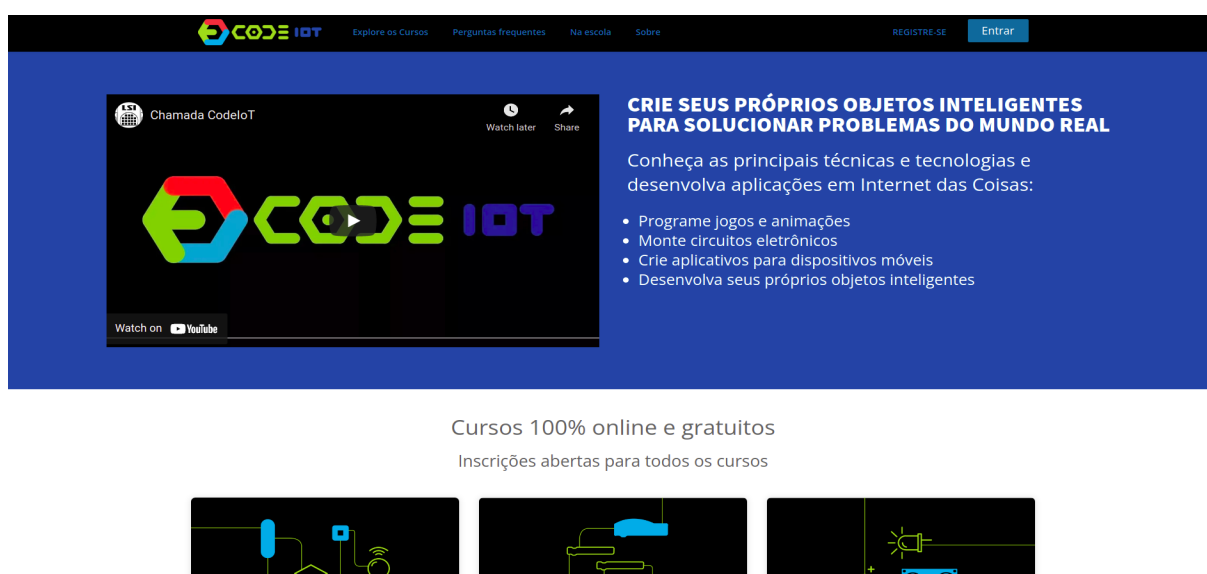 CODE IOT
Explore os Cursos
Perguntas frequentes
Na escola
Sobre
REGISTRE-SE
Entrar
LSI
Chamada CodeIoT
Watch later
Share
CODE IOT
Watch on YouTube
CRIE SEUS PRÓPRIOS OBJETOS INTELIGENTES
PARA SOLUCIONAR PROBLEMAS DO MUNDO REAL
Conheça as principais técnicas e tecnologias e
desenvolva aplicações em Internet das Coisas:
• Programe jogos e animações
• Monte circuitos eletrônicos
• Crie aplicativos para dispositivos móveis
• Desenvolva seus próprios objetos inteligentes
Cursos 100% online e gratuitos
Inscrições abertas para todos os cursos